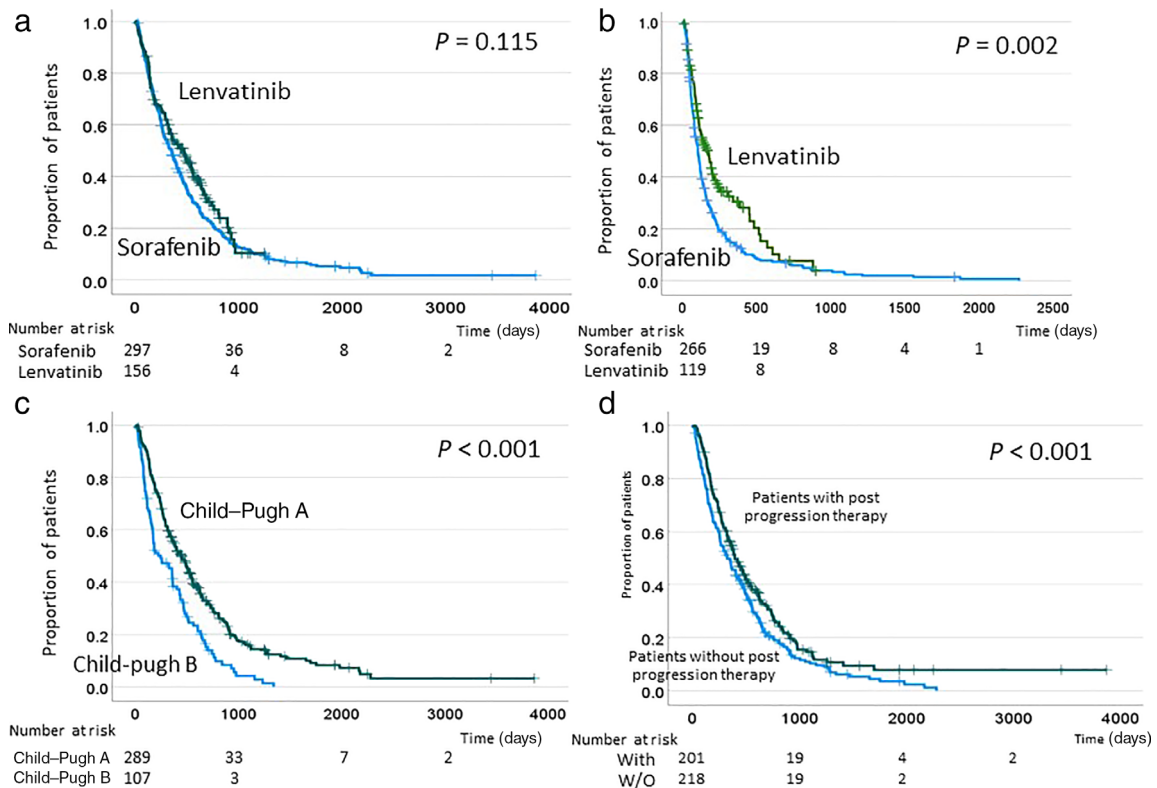 a
P = 0.115
Proportion of patients
1.0
0.8
0.6
0.4
0.2
0.0
Lenvatinib
Sorafenib
0 1000 2000 3000 4000
Time (days)
Number at risk
Sorafenib 297 36 8 2
Lenvatinib 156 4
b
P = 0.002
Proportion of patients
1.0
0.8
0.6
0.4
0.2
0.0
Lenvatinib
Sorafenib
0 500 1000 1500 2000 2500
Time (days)
Number at risk
Sorafenib 266 19 8 4 1
Lenvatinib 119 8
c
P < 0.001
Proportion of patients
1.0
0.8
0.6
0.4
0.2
0.0
Child–Pugh A
Child-pugh B
0 1000 2000 3000 4000
Time (days)
Number at risk
Child–Pugh A 289 33 7 2
Child–Pugh B 107 3
d
P < 0.001
Proportion of patients
1.0
0.8
0.6
0.4
0.2
0.0
Patients with post
progression therapy
Patients without post
progression therapy
0 1000 2000 3000 4000
Time (days)
Number at risk
With 201 19 4 2
W/O 218 19 2